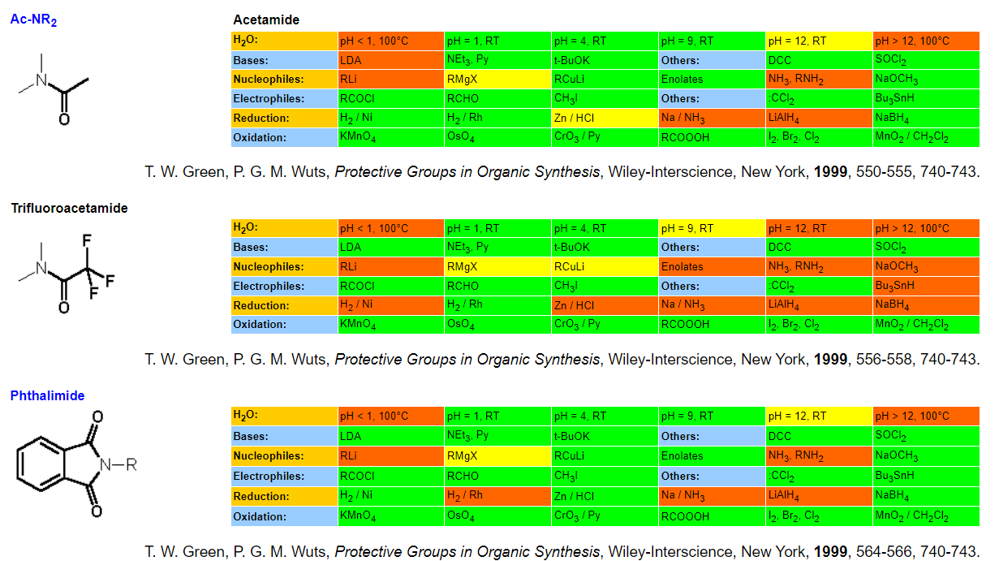 Ac-NR₂
Acetamide
H₂O: pH < 1, 100°C pH = 1, RT pH = 4, RT pH = 9, RT pH = 12, RT pH > 12, 100°C
Bases: LDA NEt₃, Py t-BuOK Others: DCC SOCl₂
Nucleophiles: RLi RMgX RCuLi Enolates NH₃, RNH₂ NaOCH₃
Electrophiles: RCOCl RCHO CH₃I Others: :CCl₂ Bu₃SnH
Reduction: H₂ / Ni H₂ / Rh Zn / HCl Na / NH₃ LiAlH₄ NaBH₄
Oxidation: KMnO₄ OsO₄ CrO₃ / Py RCOOOH I₂, Br₂, Cl₂ MnO₂ / CH₂Cl₂
N
O
T. W. Green, P. G. M. Wuts, Protective Groups in Organic Synthesis, Wiley-Interscience, New York, 1999, 550-555, 740-743.
Trifluoroacetamide
H₂O: pH < 1, 100°C pH = 1, RT pH = 4, RT pH = 9, RT pH = 12, RT pH > 12, 100°C
Bases: LDA NEt₃, Py t-BuOK Others: DCC SOCl₂
Nucleophiles: RLi RMgX RCuLi Enolates NH₃, RNH₂ NaOCH₃
Electrophiles: RCOCl RCHO CH₃I Others: :CCl₂ Bu₃SnH
Reduction: H₂ / Ni H₂ / Rh Zn / HCl Na / NH₃ LiAlH₄ NaBH₄
Oxidation: KMnO₄ OsO₄ CrO₃ / Py RCOOOH I₂, Br₂, Cl₂ MnO₂ / CH₂Cl₂
F
N
F
F
O
T. W. Green, P. G. M. Wuts, Protective Groups in Organic Synthesis, Wiley-Interscience, New York, 1999, 556-558, 740-743.
Phthalimide
H₂O: pH < 1, 100°C pH = 1, RT pH = 4, RT pH = 9, RT pH = 12, RT pH > 12, 100°C
Bases: LDA NEt₃, Py t-BuOK Others: DCC SOCl₂
Nucleophiles: RLi RMgX RCuLi Enolates NH₃, RNH₂ NaOCH₃
Electrophiles: RCOCl RCHO CH₃I Others: :CCl₂ Bu₃SnH
Reduction: H₂ / Ni H₂ / Rh Zn / HCl Na / NH₃ LiAlH₄ NaBH₄
Oxidation: KMnO₄ OsO₄ CrO₃ / Py RCOOOH I₂, Br₂, Cl₂ MnO₂ / CH₂Cl₂
O
N R
O
T. W. Green, P. G. M. Wuts, Protective Groups in Organic Synthesis, Wiley-Interscience, New York, 1999, 564-566, 740-743.